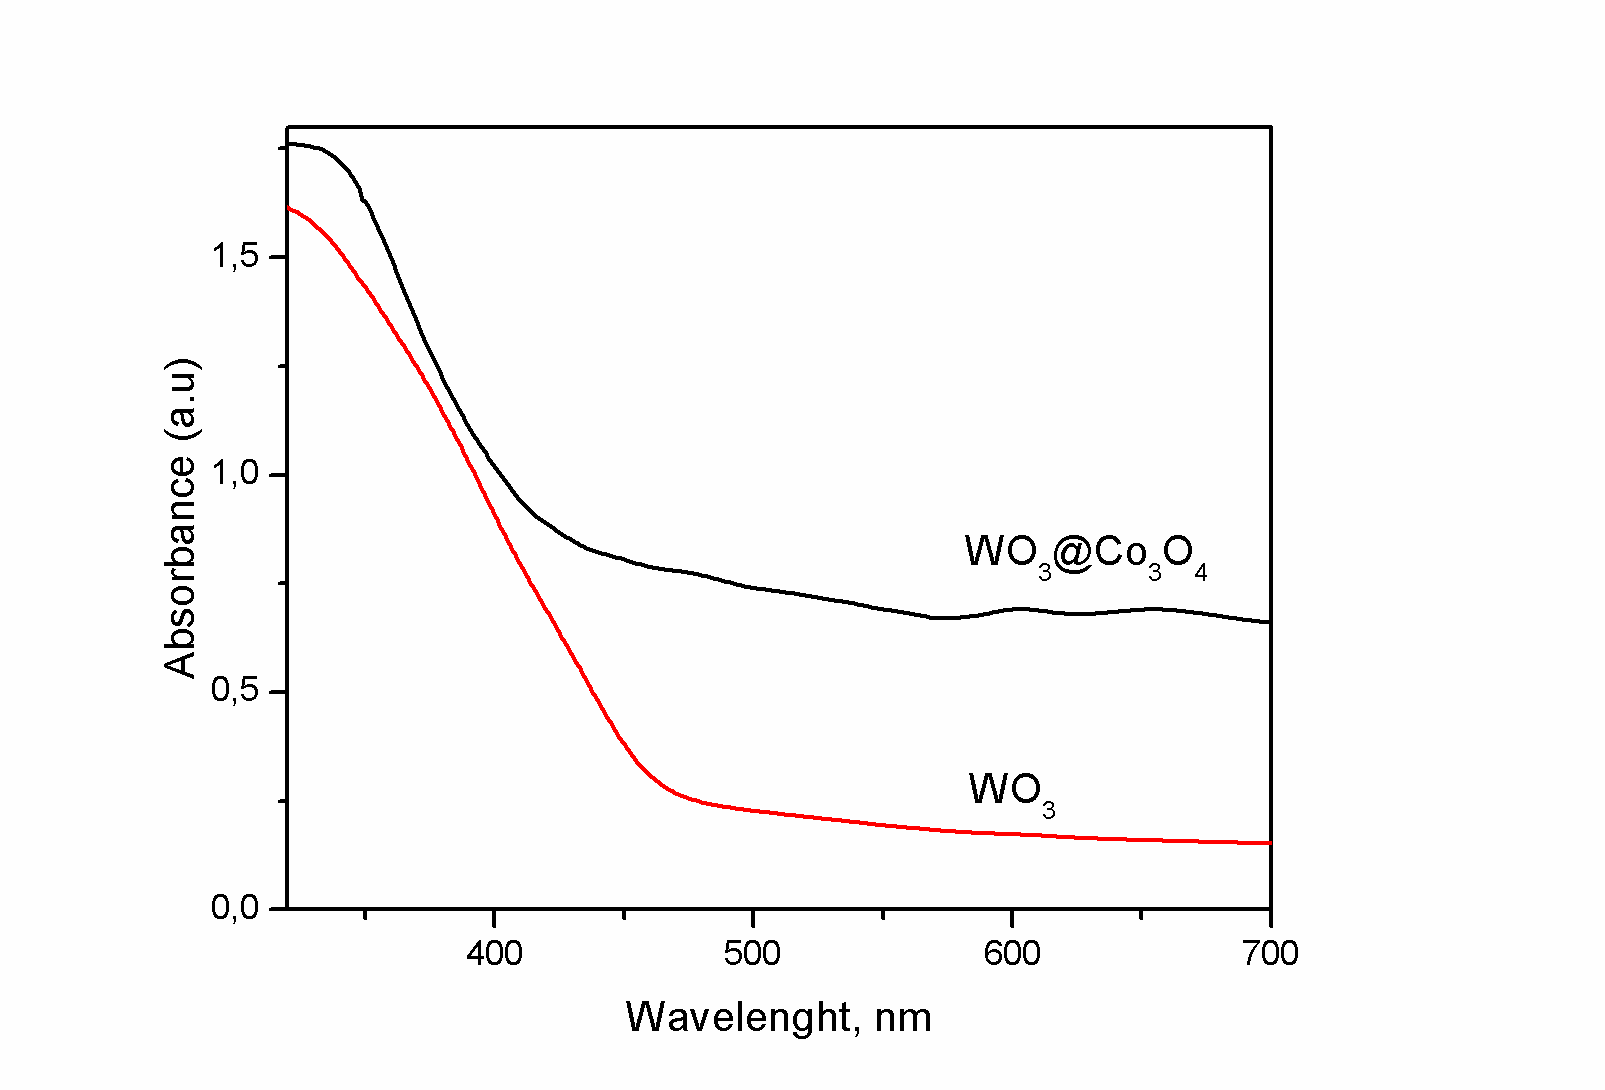 Absorbance (a.u)
1,5
1,0
0,5
0,0
WO₃@Co₃O₄
WO₃
400 500 600 700
Wavelenght, nm